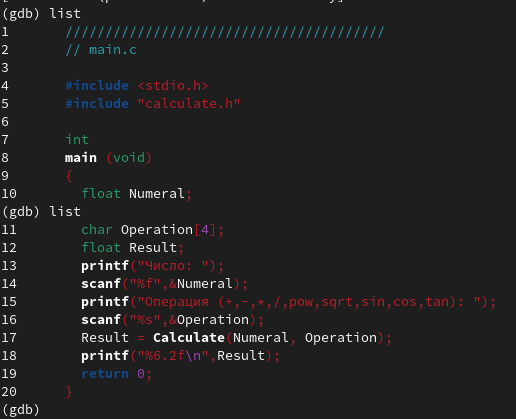 (gdb) list
1 ////////////////////////////////////////
2 // main.c
3
4 #include <stdio.h>
5 #include "calculate.h"
6
7 int
8 main (void)
9 {
10 float Numeral;
(gdb) list
11 char Operation[4];
12 float Result;
13 printf("Число: ");
14 scanf("%f",&Numeral);
15 printf("Операция (+,-,*,/,pow,sqrt,sin,cos,tan): ");
16 scanf("%s",&Operation);
17 Result = Calculate(Numeral, Operation);
18 printf("%6.2f\n",Result);
19 return 0;
20 }
(gdb)